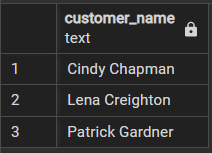 customer_name
text
1 Cindy Chapman
2 Lena Creighton
3 Patrick Gardner